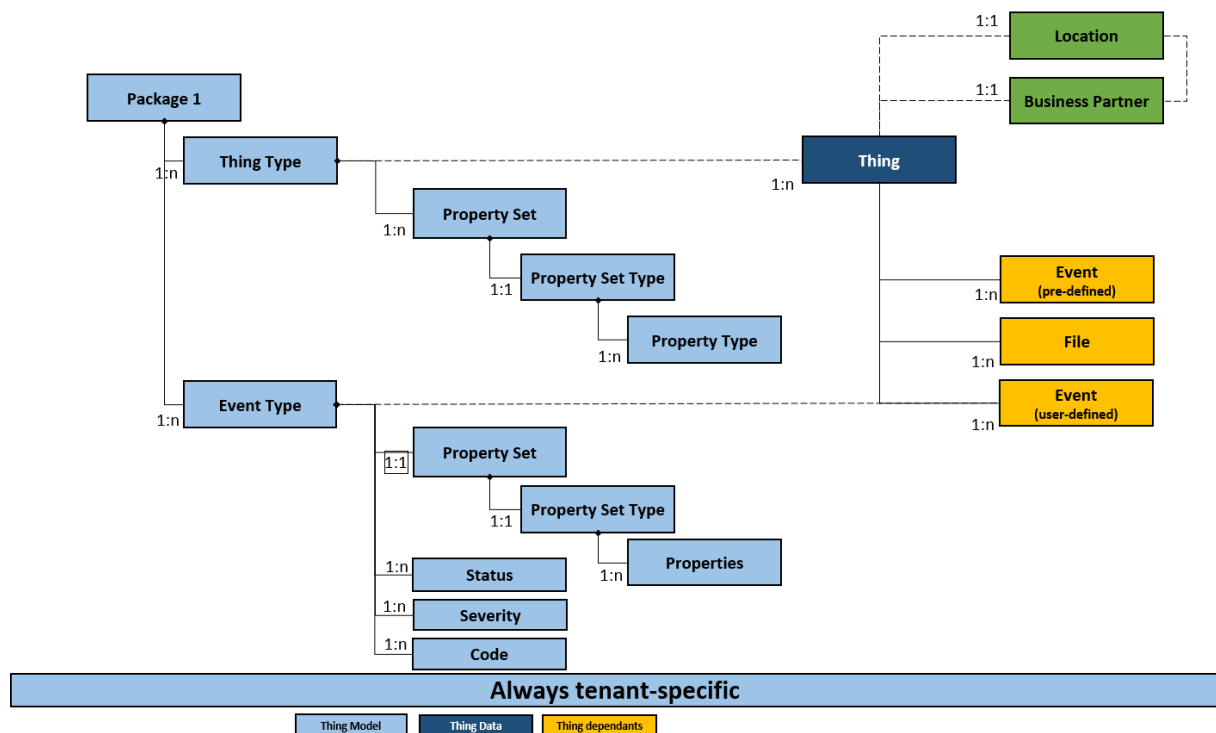 1:1
Location
1:1
Business Partner
Package 1
Thing Type
1:n
Thing
1:n
Property Set
1:n
Property Set Type
1:1
Property Type
1:n
Event
(pre-defined)
1:n
File
1:n
Event
(user-defined)
1:n
Event Type
1:n
Property Set
1:1
Property Set Type
1:1
Properties
1:n
1:n
Status
1:n
Severity
1:n
Code
Always tenant-specific
Thing Model
Thing Data
Thing dependants